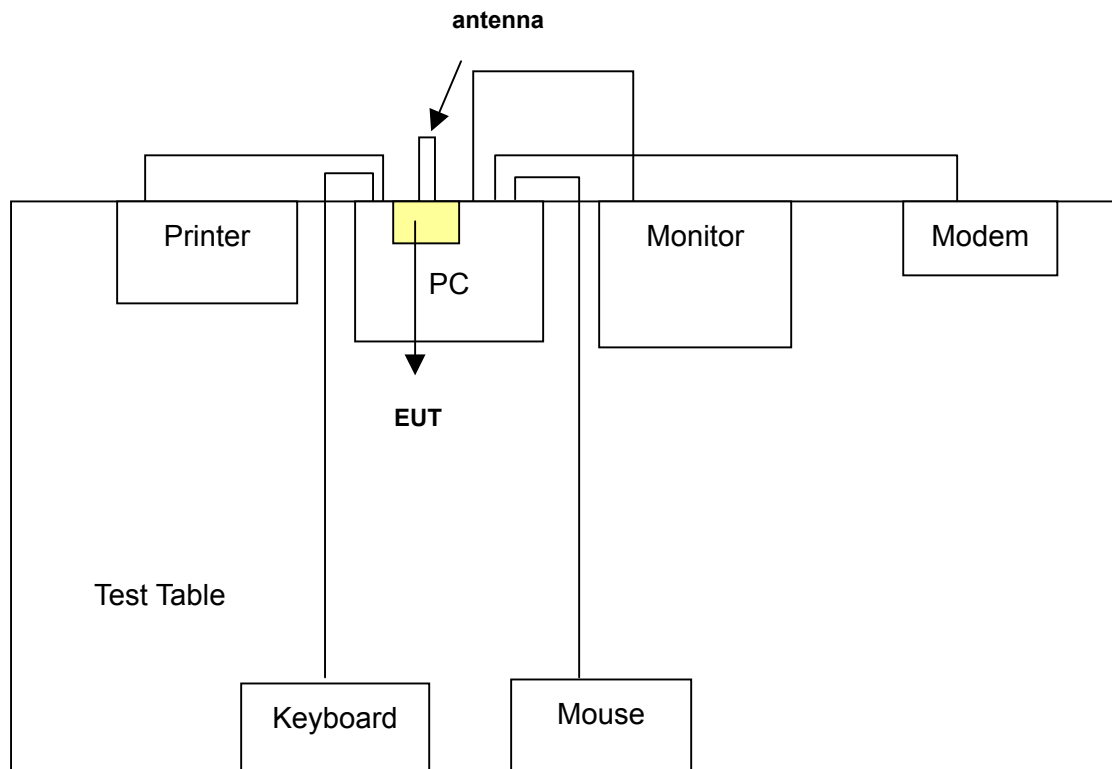 antenna
Printer
Monitor
Modem
PC
EUT
Test Table
Keyboard
Mouse